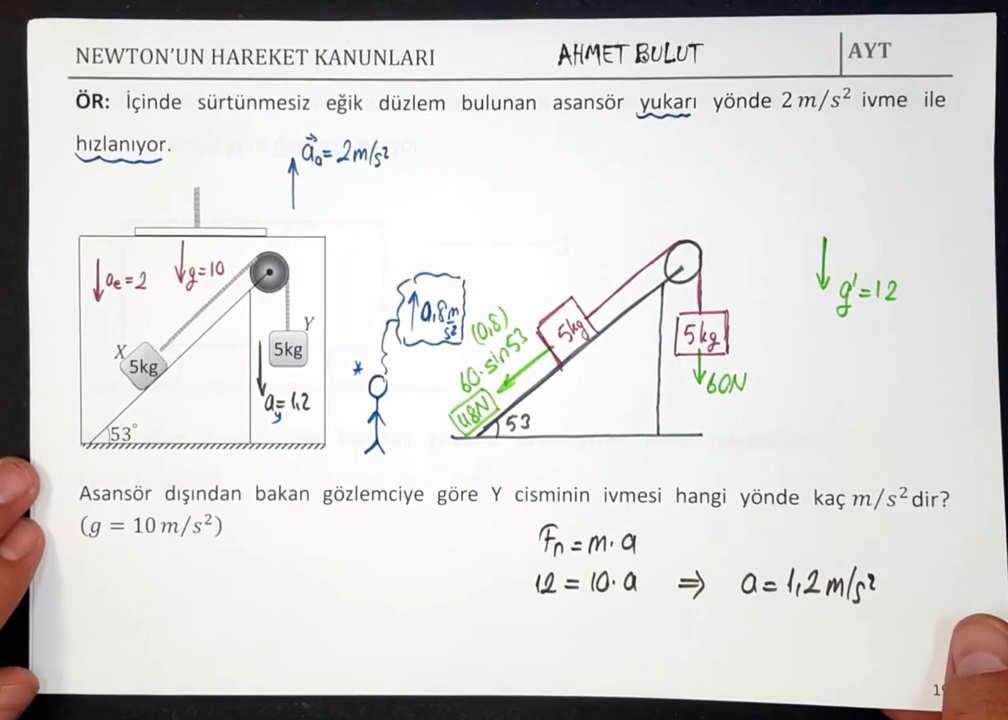 NEWTON'UN HAREKET KANUNLARI AHMET BULUT AYT
ÖR: İçinde sürtünmesiz eğik düzlem bulunan asansör yukarı yönde 2 m/s² ivme ile
hızlanıyor.
a⃗ₐ = 2m/s²
aₑ = 2
g=10
X
5kg
Y
5kg
a_y = 1,2
53°
*
0,8 m/s²
(0,8)
60·sin53
48N
5kg
53
5kg
60N
g'=12
Asansör dışından bakan gözlemciye göre Y cisminin ivmesi hangi yönde kaç m/s² dir?
(g = 10 m/s²)
Fₙ = m·a
12 = 10·a ⇒ a = 1,2 m/s²